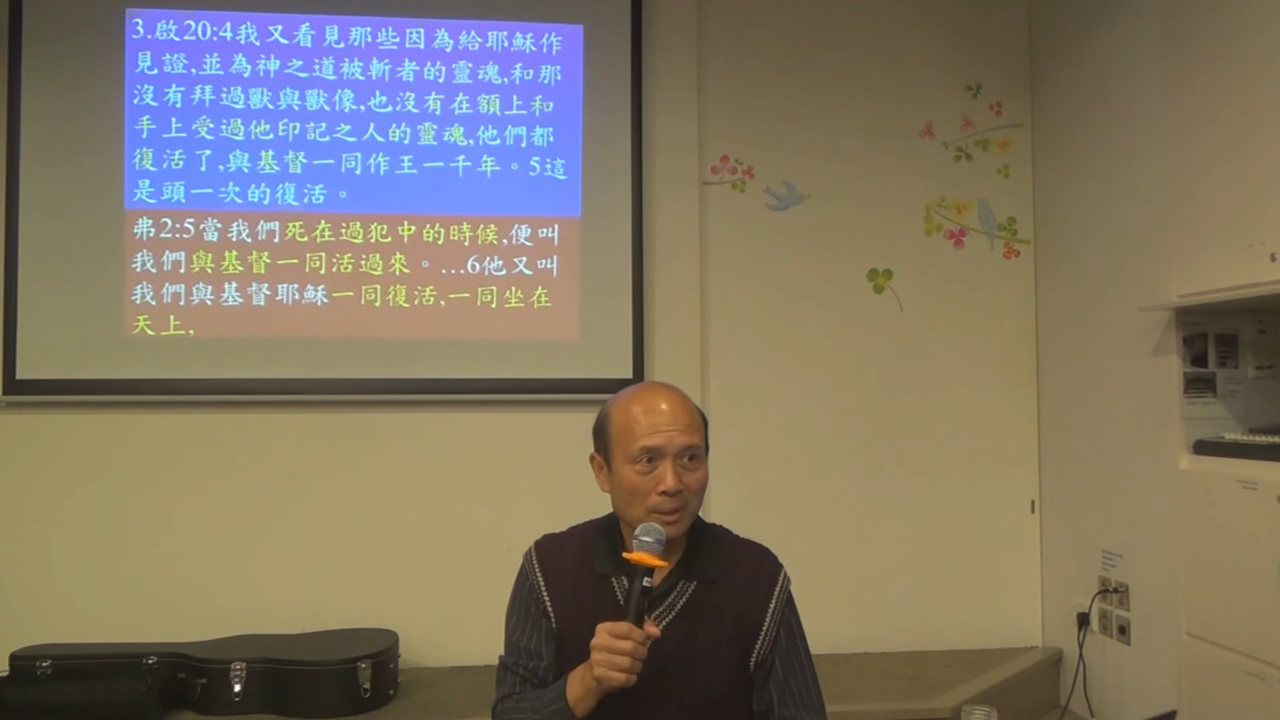 3.啟20:4我又看見那些因為給耶穌作
見證,並為神之道被斬者的靈魂,和那
沒有拜過獸與獸像,也沒有在額上和
手上受過他印記之人的靈魂,他們都
復活了,與基督一同作王一千年。5這
是頭一次的復活。
弗2:5當我們死在過犯中的時候,便叫
我們與基督一同活過來。…6他又叫
我們與基督耶穌一同復活,一同坐在
天上,